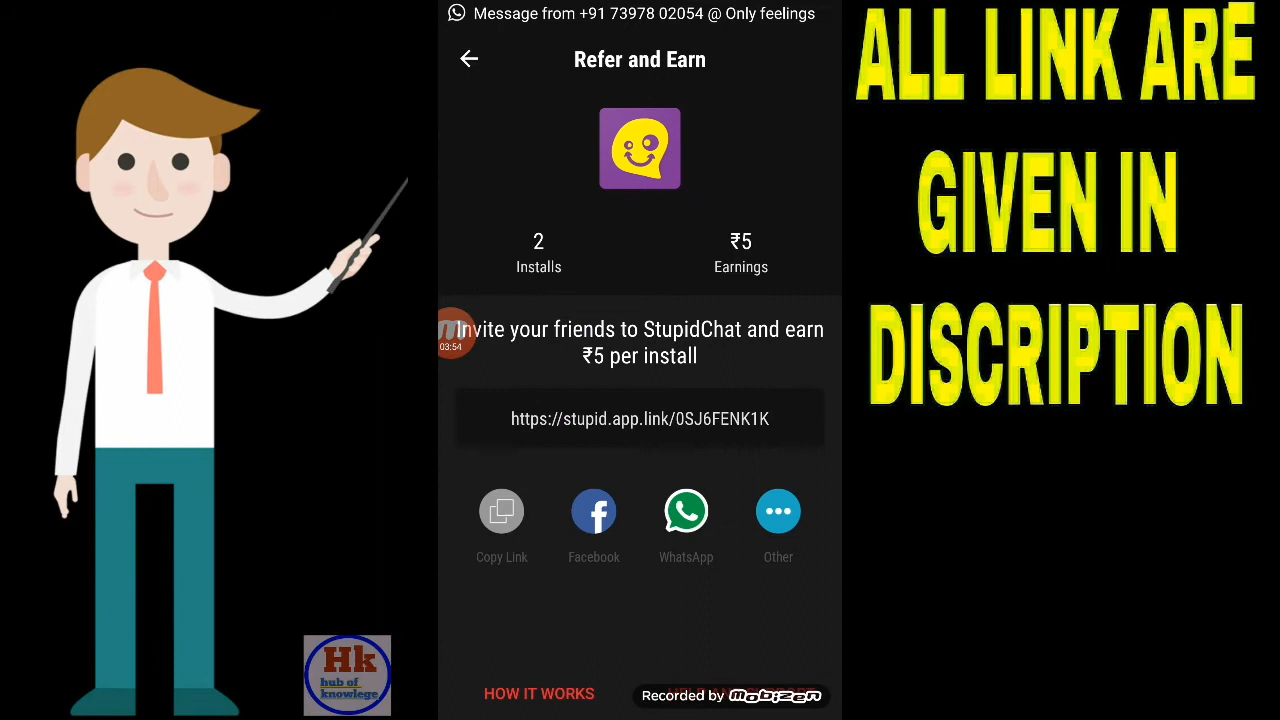 Message from +91 73978 02054 @ Only feelings
Refer and Earn
2
Installs
₹5
Earnings
03:54
Invite your friends to StupidChat and earn
₹5 per install
https://stupid.app.link/0SJ6FENK1K
Copy Link
Facebook
WhatsApp
Other
HOW IT WORKS
Recorded by mobizen
ALL LINK ARE
GIVEN IN
DISCRIPTION
Hk
hub of
knowlege